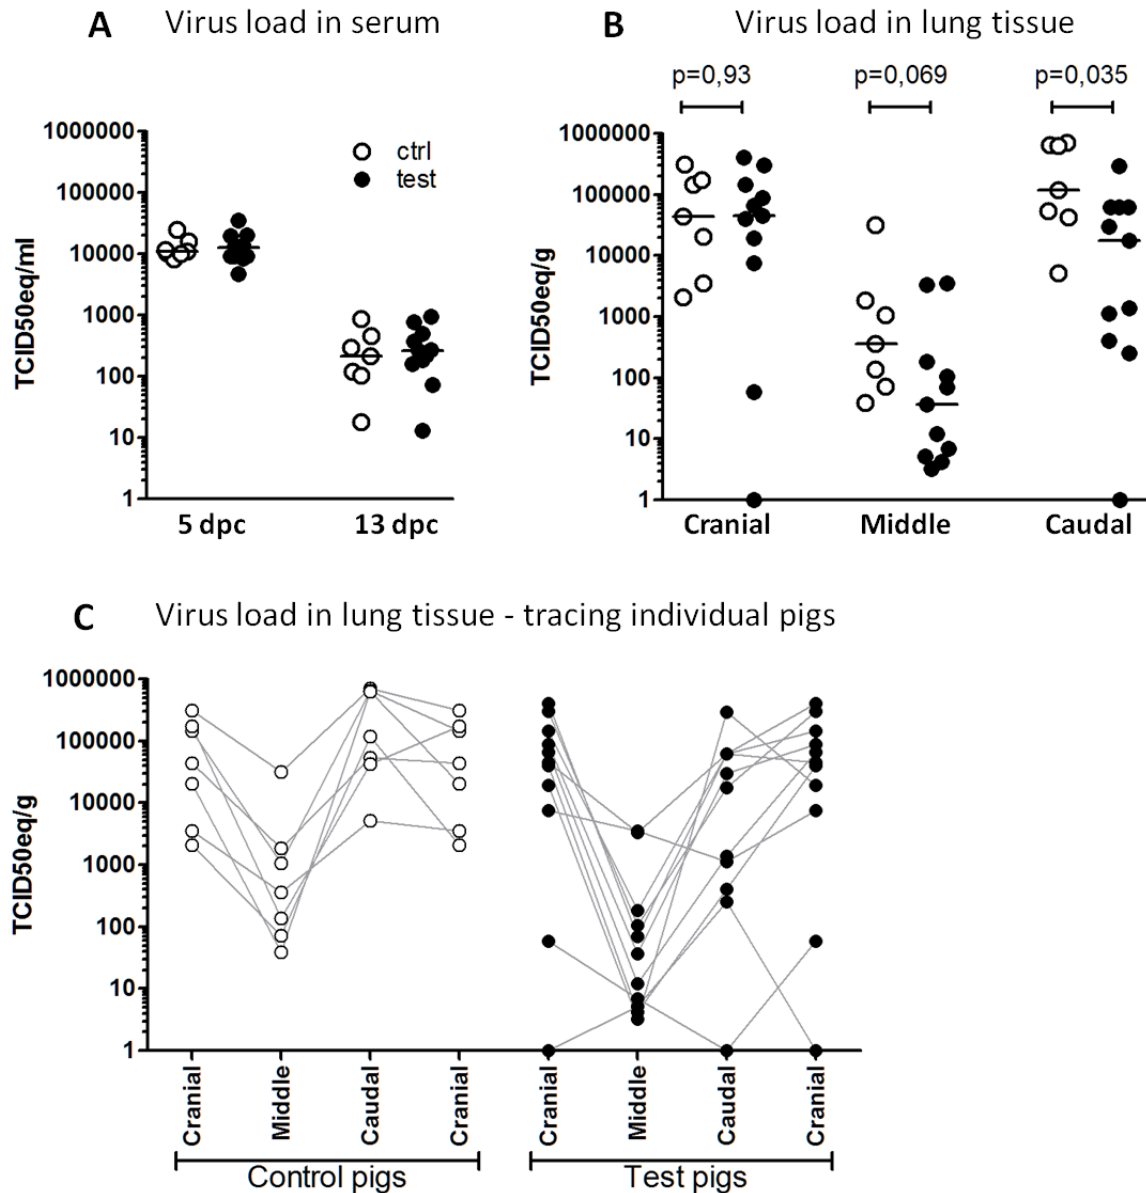 A Virus load in serum
1000000
100000
10000
1000
100
10
1
TCID50eq/ml
ctrl
test
5 dpc 13 dpc
B Virus load in lung tissue
p=0,93 p=0,069 p=0,035
1000000
100000
10000
1000
100
10
1
TCID50eq/g
Cranial Middle Caudal
C Virus load in lung tissue - tracing individual pigs
1000000
100000
10000
1000
100
10
1
TCID50eq/g
Cranial
Middle
Caudal
Cranial
Cranial
Middle
Caudal
Cranial
Control pigs Test pigs